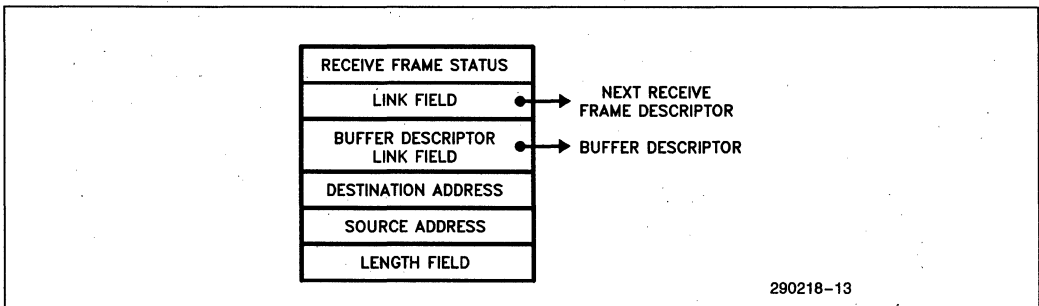 RECEIVE FRAME STATUS
LINK FIELD
NEXT RECEIVE
FRAME DESCRIPTOR
BUFFER DESCRIPTOR
LINK FIELD
BUFFER DESCRIPTOR
DESTINATION ADDRESS
SOURCE ADDRESS
LENGTH FIELD
290218-13